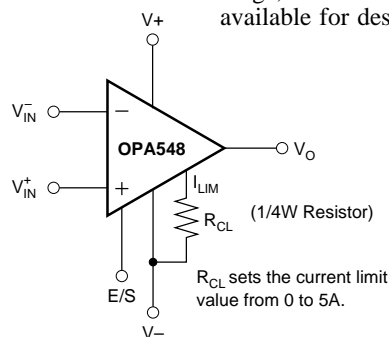 available for des
V+
V–IN
–
OPA548
VO
V+IN
+
ILIM
RCL
(1/4W Resistor)
E/S
RCL sets the current limit
value from 0 to 5A.
V–